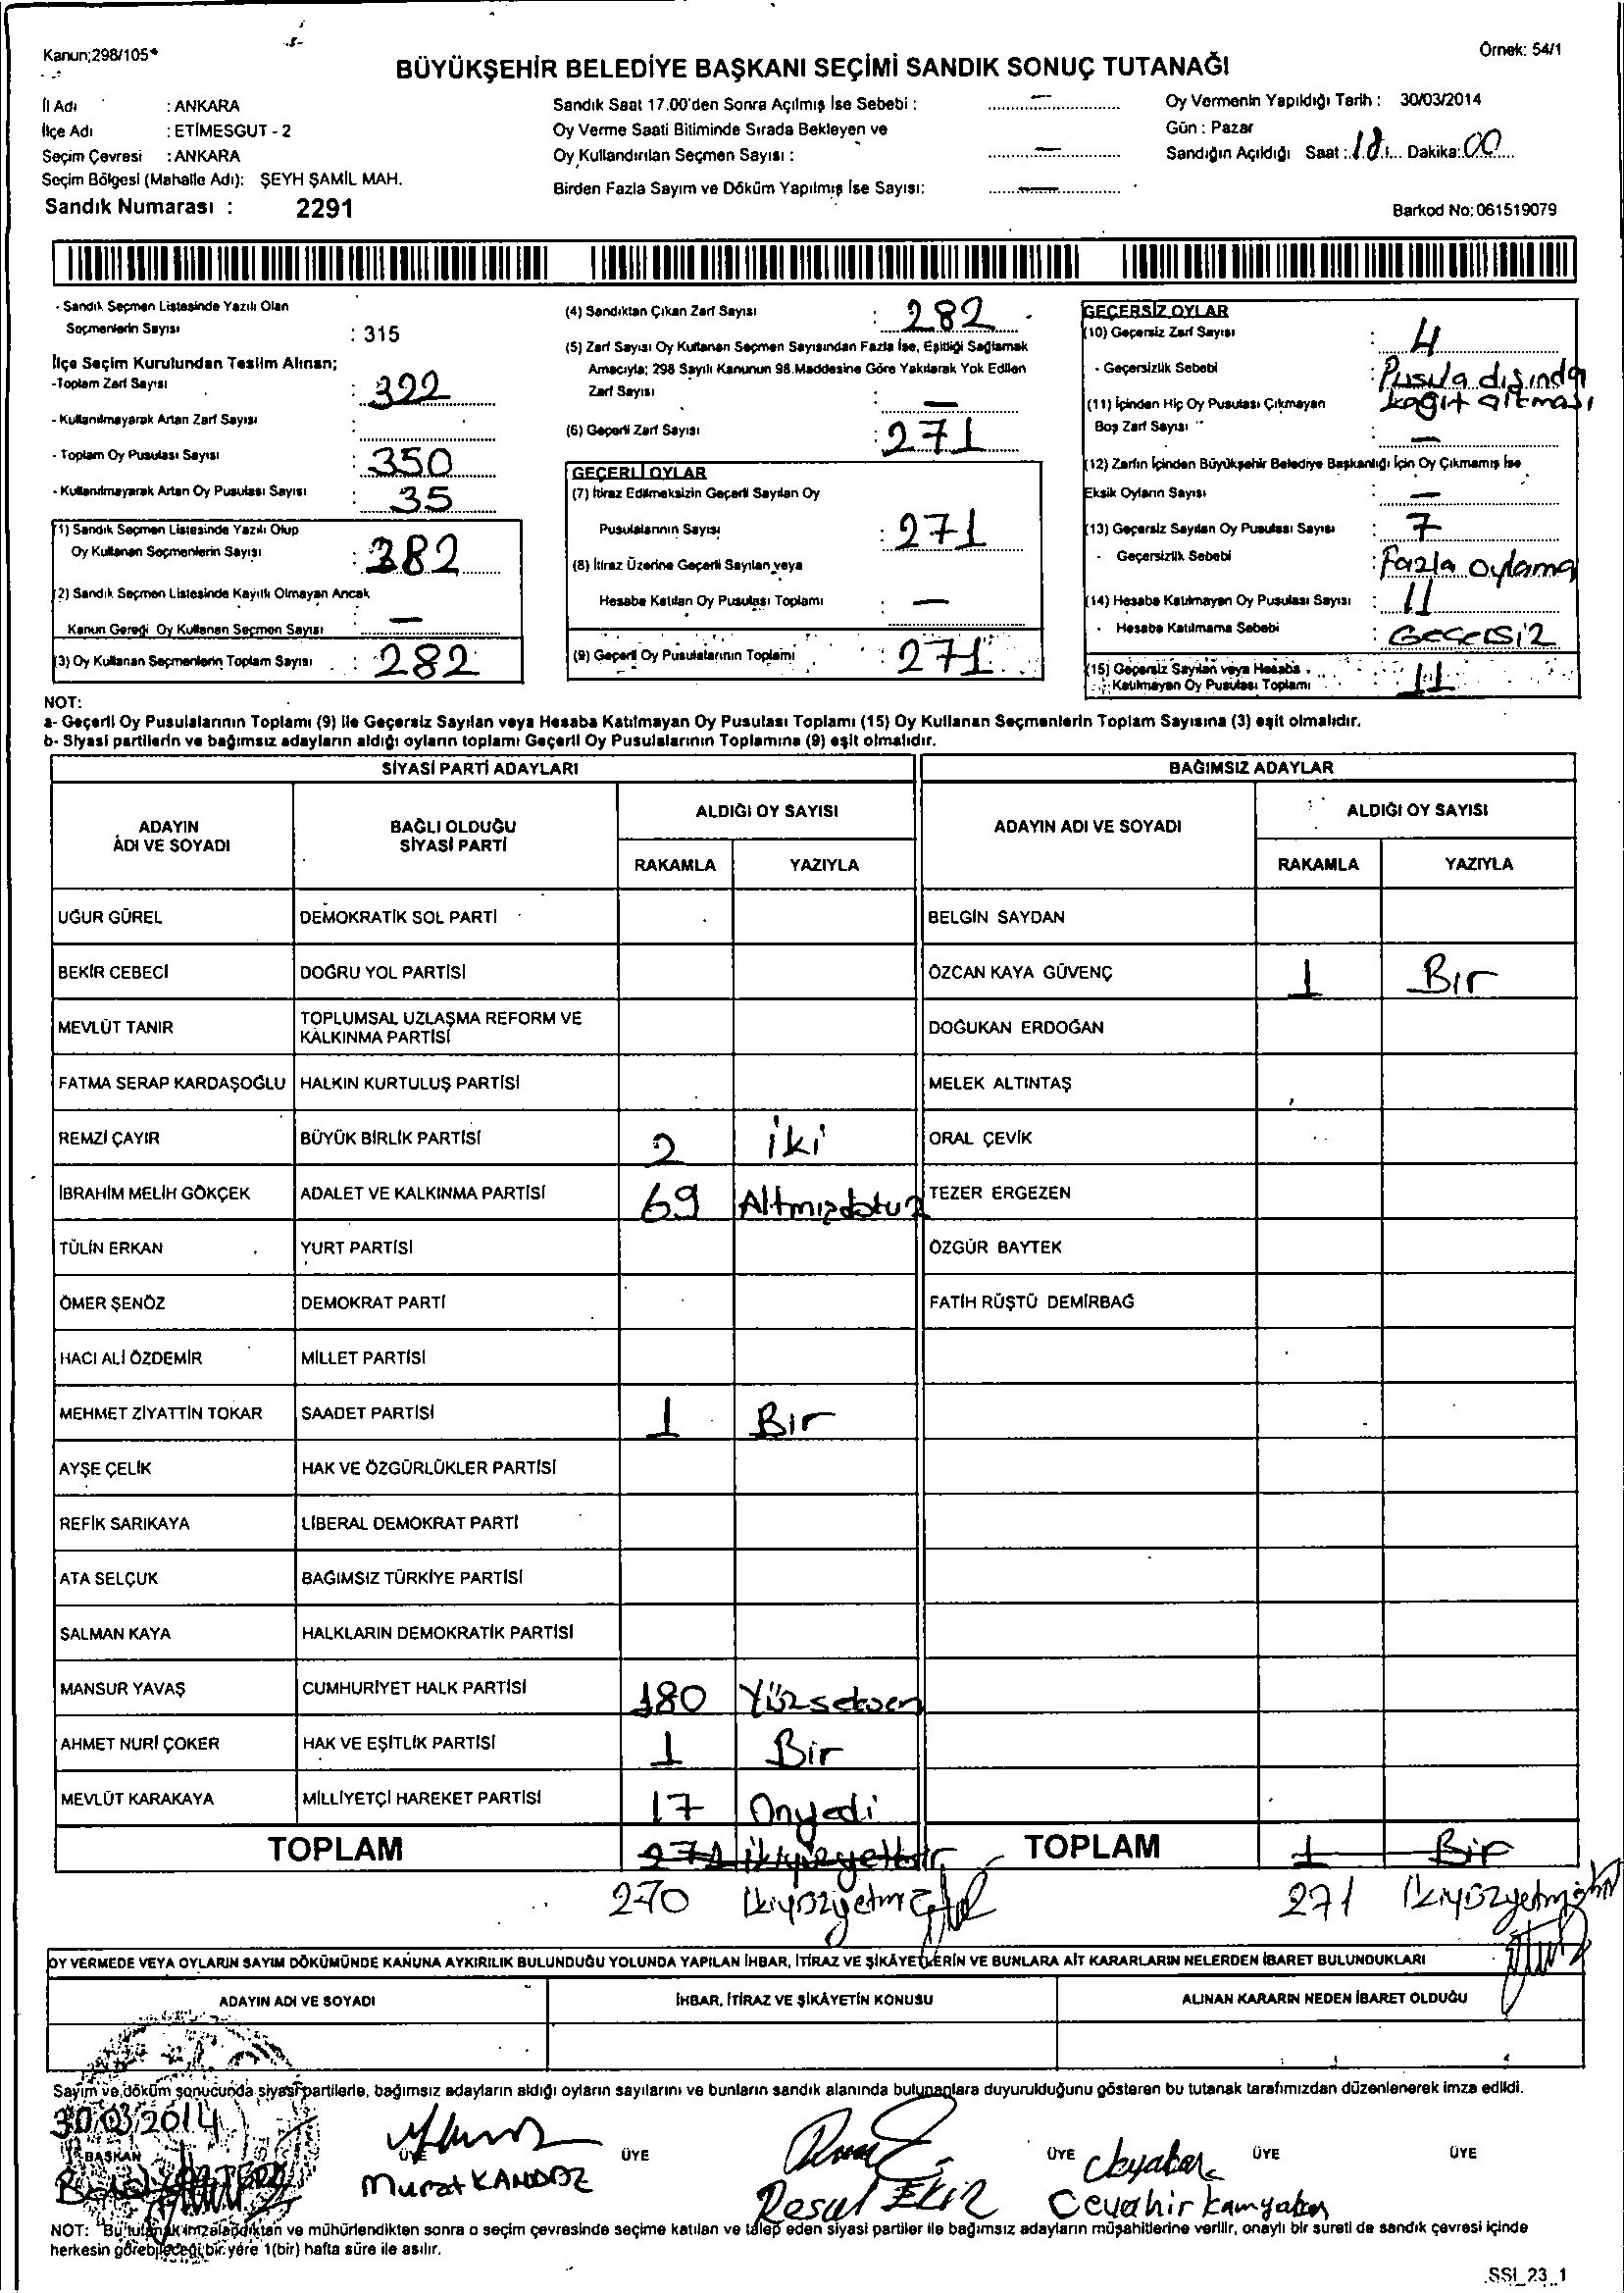 Kanun;298/105
Örnek: 54/1
BÜYÜKŞEHİR BELEDİYE BAŞKANI SEÇİMİ SANDIK SONUÇ TUTANAĞI
İl Adı : ANKARA
İlçe Adı : ETİMESGUT - 2
Seçim Çevresi : ANKARA
Seçim Bölgesi (Mahalle Adı): ŞEYH ŞAMİL MAH.
Sandık Numarası : 2291
Sandık Saat 17.00'den Sonra Açılmış İse Sebebi : —
Oy Verme Saati Bitiminde Sırada Bekleyen ve
Oy Kullandırılan Seçmen Sayısı : —
Birden Fazla Sayım ve Döküm Yapılmış İse Sayısı: —
Oy Vermenin Yapıldığı Tarih : 30/03/2014
Gün : Pazar
Sandığın Açıldığı Saat : 18 Dakika: 00
Barkod No: 061519079
- Sandık Seçmen Listesinde Yazılı Olan
Seçmenlerin Sayısı : 315
İlçe Seçim Kurulundan Teslim Alınan;
-Toplam Zarf Sayısı : 322
- Kullanılmayarak Artan Zarf Sayısı :
- Toplam Oy Pusulası Sayısı : 350
- Kullanılmayarak Artan Oy Pusulası Sayısı : 35
(1) Sandık Seçmen Listesinde Yazılı Olup
Oy Kullanan Seçmenlerin Sayısı : 282
(2) Sandık Seçmen Listesinde Kayıtlı Olmayan Ancak
Kanun Gereği Oy Kullanan Seçmen Sayısı : —
(3) Oy Kullanan Seçmenlerin Toplam Sayısı : 282
(4) Sandıktan Çıkan Zarf Sayısı : 282
(5) Zarf Sayısı Oy Kullanan Seçmen Sayısından Fazla İse, Eşitliği Sağlamak
Amacıyla; 298 Sayılı Kanunun 98.Maddesine Göre Yakılarak Yok Edilen
Zarf Sayısı : —
(6) Geçerli Zarf Sayısı : 271
GEÇERLİ OYLAR
(7) İtiraz Edilmeksizin Geçerli Sayılan Oy
Pusulalarının Sayısı : 271
(8) İtiraz Üzerine Geçerli Sayılan veya
Hesaba Katılan Oy Pusulası Toplamı : —
(9) Geçerli Oy Pusulalarının Toplamı : 271
GEÇERSİZ OYLAR
(10) Geçersiz Zarf Sayısı : 4
- Geçersizlik Sebebi : Pusula dışında
kağıt atması
(11) İçinden Hiç Oy Pusulası Çıkmayan
Boş Zarf Sayısı : —
(12) Zarfın İçinden Büyükşehir Belediye Başkanlığı İçin Oy Çıkmamış İse
Eksik Oyların Sayısı : —
(13) Geçersiz Sayılan Oy Pusulası Sayısı : 7
- Geçersizlik Sebebi : Fazla oylama
(14) Hesaba Katılmayan Oy Pusulası Sayısı : 11
- Hesaba Katılmama Sebebi : Geçersiz
(15) Geçersiz Sayılan veya Hesaba
Katılmayan Oy Pusulası Toplamı : 11
NOT:
a- Geçerli Oy Pusulalarının Toplamı (9) ile Geçersiz Sayılan veya Hesaba Katılmayan Oy Pusulası Toplamı (15) Oy Kullanan Seçmenlerin Toplam Sayısına (3) eşit olmalıdır.
b- Siyasi partilerin ve bağımsız adayların aldığı oyların toplamı Geçerli Oy Pusulalarının Toplamına (9) eşit olmalıdır.
SİYASİ PARTİ ADAYLARI BAĞIMSIZ ADAYLAR
ADAYIN ADI VE SOYADI BAĞLI OLDUĞU SİYASİ PARTİ ALDIĞI OY SAYISI ADAYIN ADI VE SOYADI ALDIĞI OY SAYISI
RAKAMLA YAZIYLA RAKAMLA YAZIYLA
UĞUR GÜREL DEMOKRATİK SOL PARTİ BELGİN SAYDAN
BEKİR CEBECİ DOĞRU YOL PARTİSİ ÖZCAN KAYA GÜVENÇ 1 Bir
MEVLÜT TANIR TOPLUMSAL UZLAŞMA REFORM VE KALKINMA PARTİSİ DOĞUKAN ERDOĞAN
FATMA SERAP KARDAŞOĞLU HALKIN KURTULUŞ PARTİSİ MELEK ALTINTAŞ
REMZİ ÇAYIR BÜYÜK BİRLİK PARTİSİ 2 iki ORAL ÇEVİK
İBRAHİM MELİH GÖKÇEK ADALET VE KALKINMA PARTİSİ 69 Altmışdokuz TEZER ERGEZEN
TÜLİN ERKAN YURT PARTİSİ ÖZGÜR BAYTEK
ÖMER ŞENÖZ DEMOKRAT PARTİ FATİH RÜŞTÜ DEMİRBAĞ
HACI ALİ ÖZDEMİR MİLLET PARTİSİ
MEHMET ZİYATTİN TOKAR SAADET PARTİSİ 1 Bir
AYŞE ÇELİK HAK VE ÖZGÜRLÜKLER PARTİSİ
REFİK SARIKAYA LİBERAL DEMOKRAT PARTİ
ATA SELÇUK BAĞIMSIZ TÜRKİYE PARTİSİ
SALMAN KAYA HALKLARIN DEMOKRATİK PARTİSİ
MANSUR YAVAŞ CUMHURİYET HALK PARTİSİ 180 Yüzseksen
AHMET NURİ ÇOKER HAK VE EŞİTLİK PARTİSİ 1 Bir
MEVLÜT KARAKAYA MİLLİYETÇİ HAREKET PARTİSİ 17 Onyedi
TOPLAM 271 ikiyüzyetbir TOPLAM 1 Bir
270 ikiyüzyetmiş 271 ikiyüzyetmiş
OY VERMEDE VEYA OYLARIN SAYIM DÖKÜMÜNDE KANUNA AYKIRILIK BULUNDUĞU YOLUNDA YAPILAN İHBAR, İTİRAZ VE ŞİKÂYETLERİN VE BUNLARA AİT KARARLARIN NELERDEN İBARET BULUNDUKLARI
ADAYIN ADI VE SOYADI İHBAR, İTİRAZ VE ŞİKÂYETİN KONUSU ALINAN KARARIN NEDEN İBARET OLDUĞU
Sayım ve döküm sonucunda siyasi partilerle, bağımsız adayların aldığı oyların sayılarını ve bunların sandık alanında bulunanlara duyurulduğunu gösteren bu tutanak tarafımızdan düzenlenerek imza edildi.
30.03.2014
BAŞKAN ÜYE ÜYE ÜYE ÜYE ÜYE
Murat KANDAZ Resul EKİZ Cevahir Kamyaban
NOT: Bu tutanak imzalandıktan ve mühürlendikten sonra o seçim çevresinde seçime katılan ve talep eden siyasi partiler ile bağımsız adayların müşahitlerine verilir, onaylı bir sureti de sandık çevresi içinde
herkesin görebileceği bir yere 1(bir) hafta süre ile asılır.
SSI_23_1